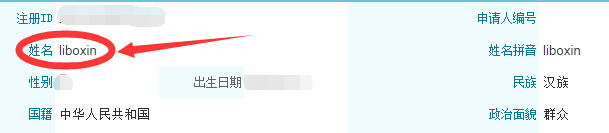 注册ID 申请人编号
姓名 liboxin 姓名拼音 liboxin
性别 出生日期 民族 汉族
国籍 中华人民共和国 政治面貌 群众